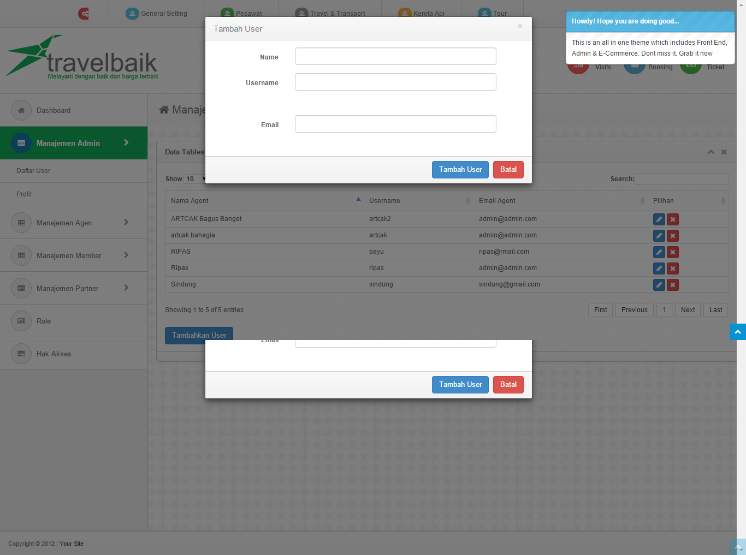 General Setting
Pesawat
Travel & Transport
Kereta Api
Tour
Howdy! Hope you are doing good...
This is an all in one theme which includes Front End,
Admin & E-Commerce. Dont miss it. Grab it now
travelbaik
Melayani dengan baik dan harga terbaik
Visits
Booking
Ticket
Tambah User
×
Name
Username
Email
Tambah User
Batal
Dashboard
Manajemen Admin
Daftar User
Profil
Manajemen Agen
Manajemen Member
Manajemen Partner
Role
Hak Akses
Manaje
Data Tables
Show 10
Search:
Nama Agent
Username
Email Agent
Pilihan
ARTCAK Bagus Banget
artcak2
admin@admin.com
artcak bahagia
artcak
admin@admin.com
RIPAS
bayu
ripas@mail.com
Ripas
ripas
admin@admin.com
Sindung
sindung
sindung@gmail.com
Showing 1 to 5 of 5 entries
First
Previous
1
Next
Last
Tambahkan User
Email
Tambah User
Batal
Copyright © 2012 | Your Site